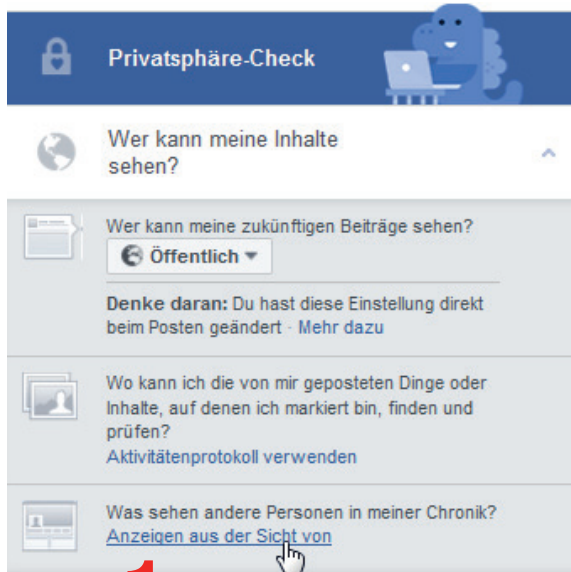 Privatsphäre-Check
Wer kann meine Inhalte
sehen?
Wer kann meine zukünftigen Beiträge sehen?
Öffentlich
Denke daran: Du hast diese Einstellung direkt
beim Posten geändert · Mehr dazu
Wo kann ich die von mir geposteten Dinge oder
Inhalte, auf denen ich markiert bin, finden und
prüfen?
Aktivitätenprotokoll verwenden
Was sehen andere Personen in meiner Chronik?
Anzeigen aus der Sicht von